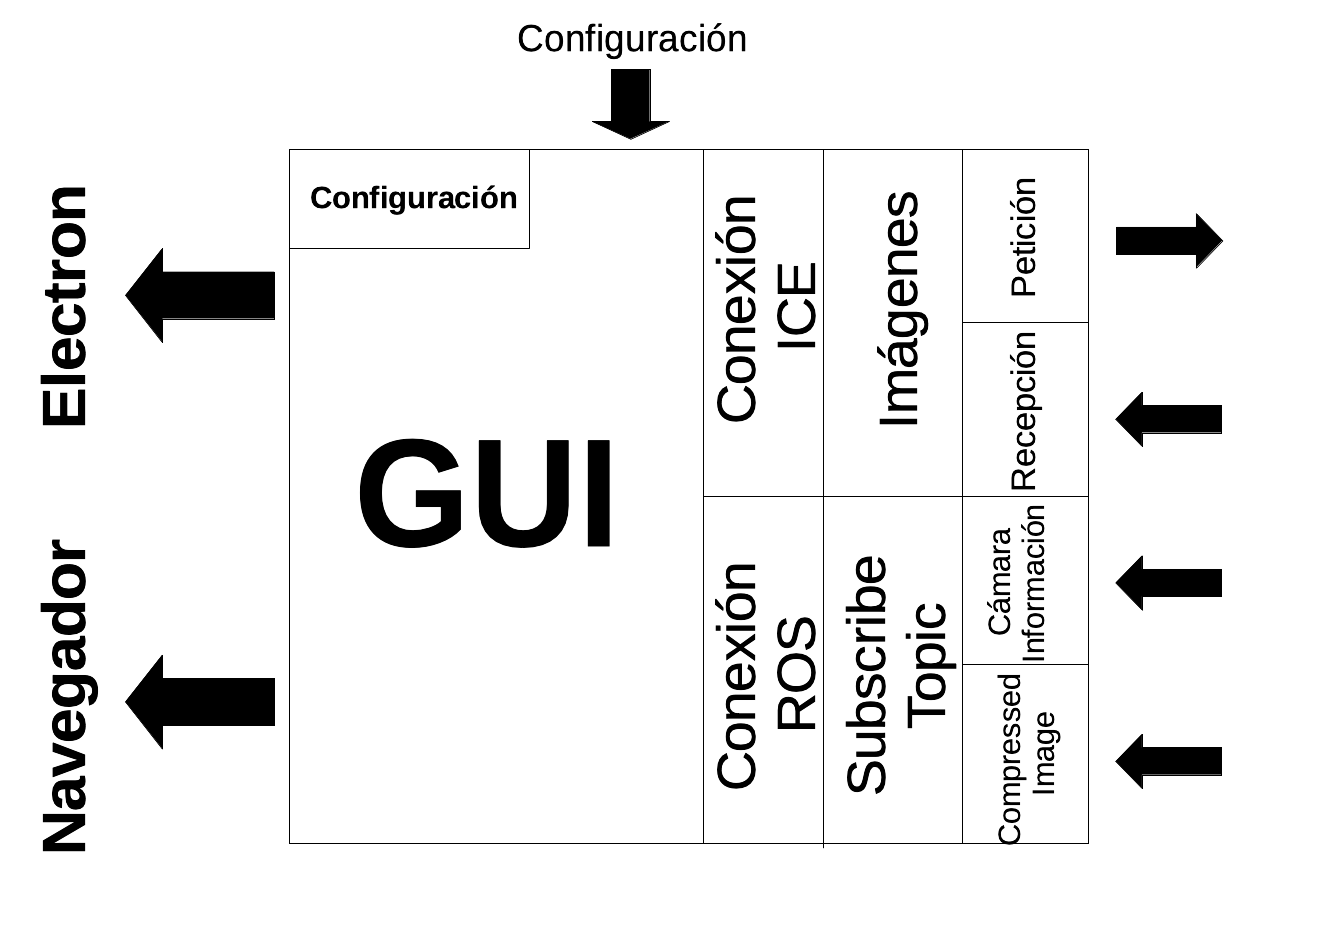 Configuración
Electron
Navegador
Configuración
GUI
Conexión
ICE
Imágenes
Petición
Recepción
Conexión
ROS
Subscribe
Topic
Cámara
Información
Compressed
Image